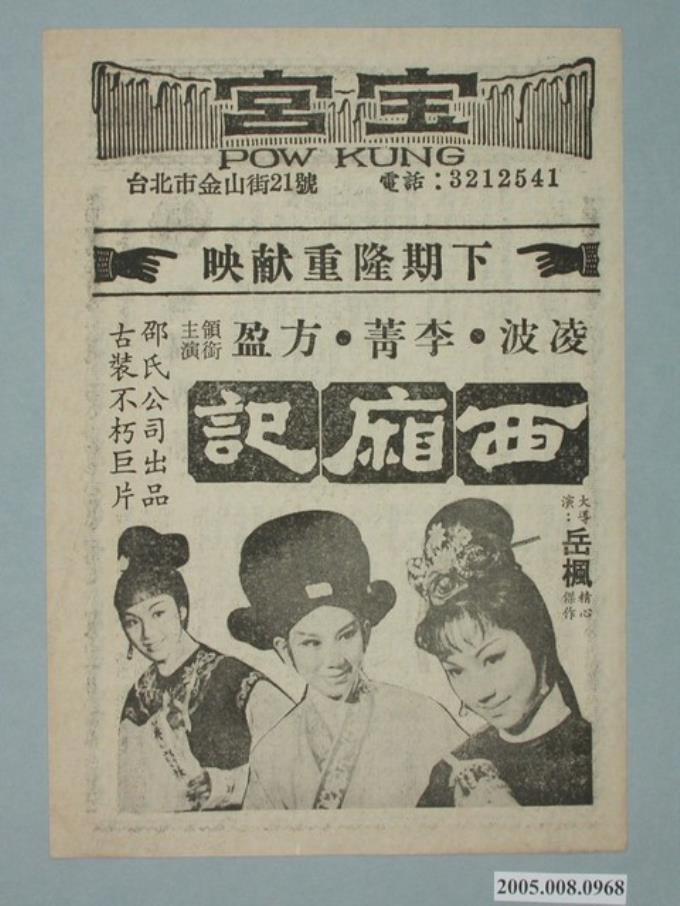 宝宮
POW KUNG
台北市金山街21號 電話：3212541
下期隆重献映
凌波・李菁・方盈 領銜主演
西廂記
邵氏公司出品
古裝不朽巨片
大導演：岳楓精心傑作
2005.008.0968